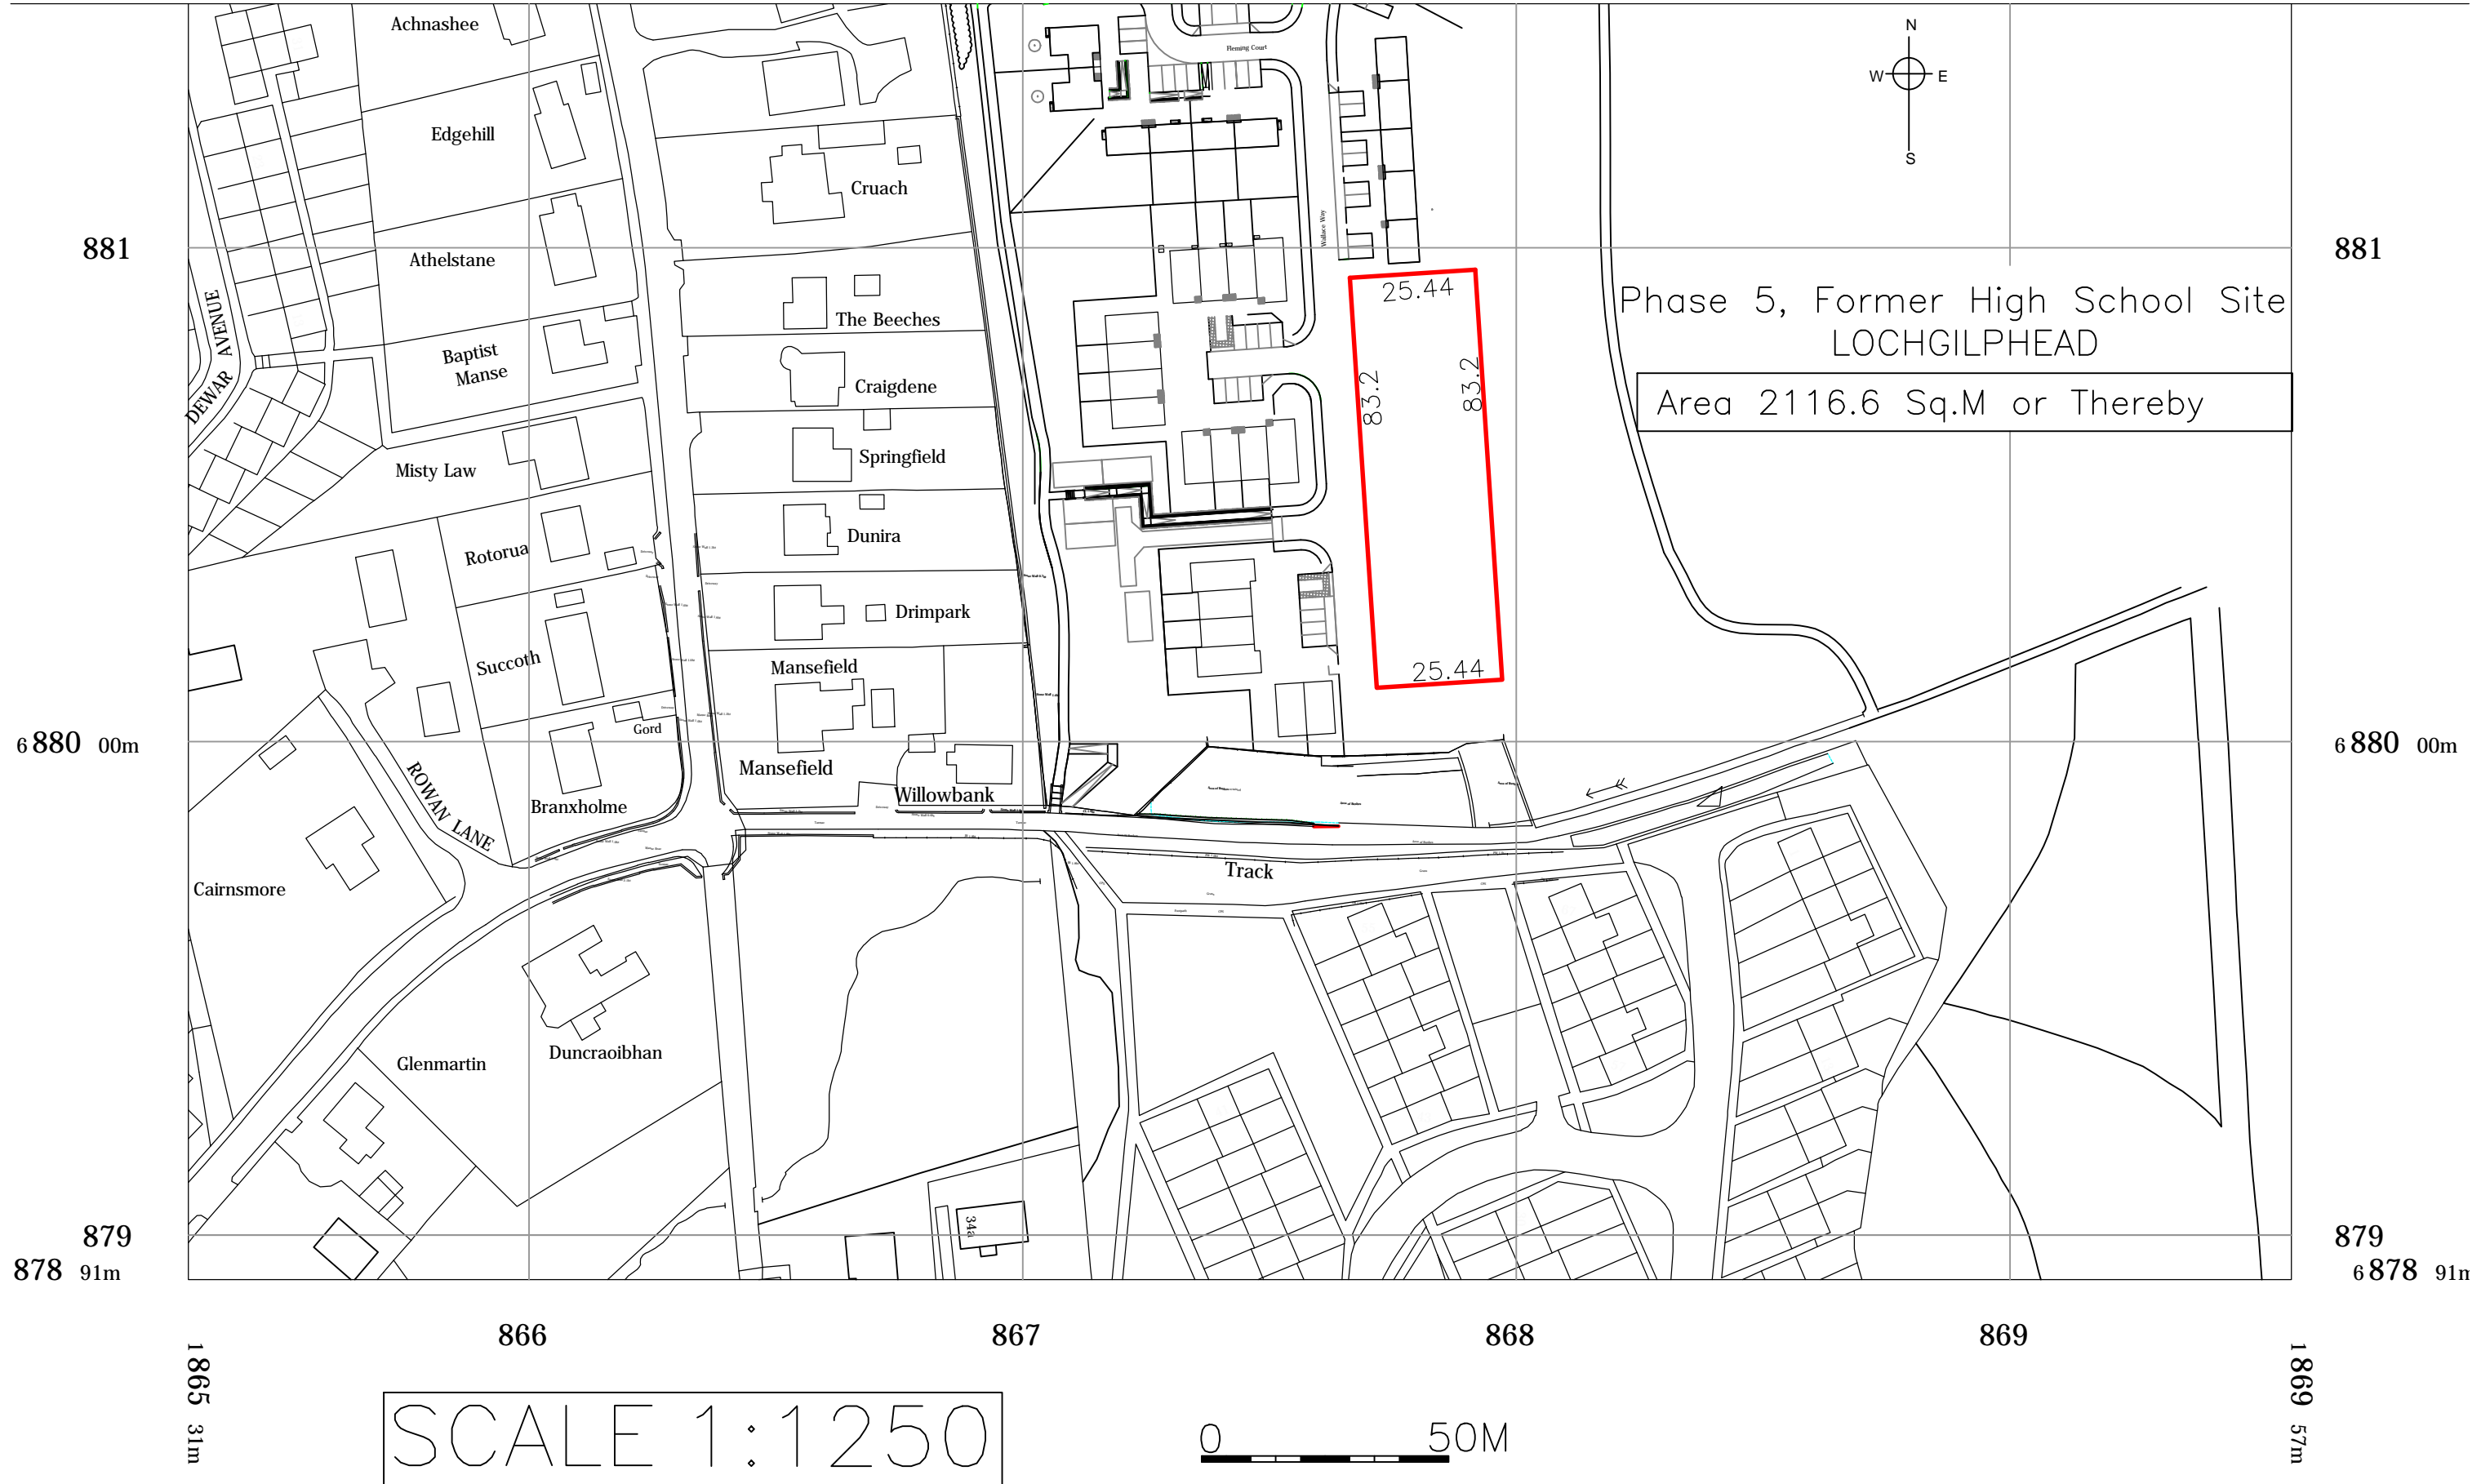 Achnashee
Fleming Court
N
W E
S
Edgehill
Cruach
Wallace Way
881
881
Athelstane
25.44
Phase 5, Former High School Site
LOCHGILPHEAD
AVENUE
DEWAR
The Beeches
Baptist
Manse
Craigdene
83.2
83.2
Area 2116.6 Sq.M or Thereby
Misty Law
Springfield
Rotorua
Dunira
Drimpark
Succoth
Mansefield
25.44
Gord
6 880 00m
6 880 00m
Mansefield
Willowbank
Branxholme
ROWAN LANE
Track
Cairnsmore
Glenmartin
Duncraoibhan
34a
879
879
878 91m
6 878 91m
866
867
868
869
1865 31m
1869 57m
SCALE 1:1250
0 50M